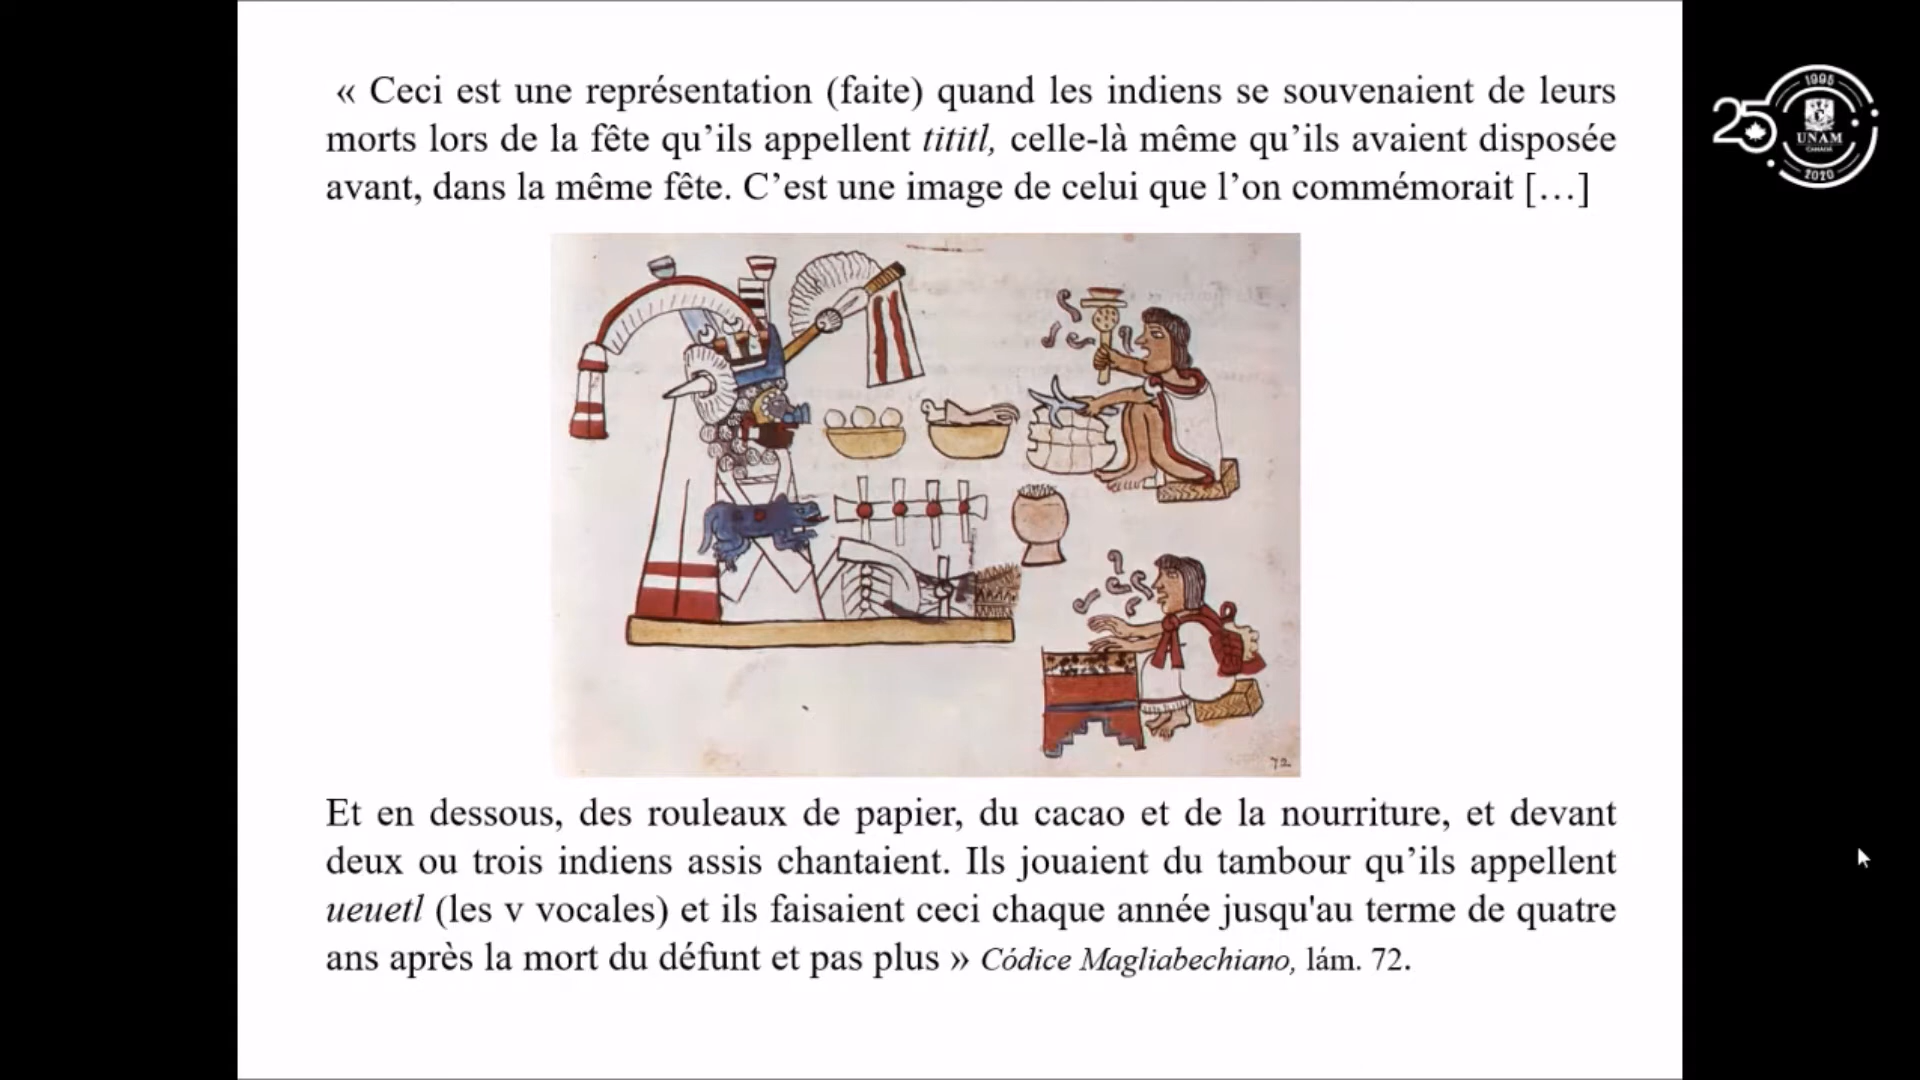 « Ceci est une représentation (faite) quand les indiens se souvenaient de leurs
morts lors de la fête qu’ils appellent tititl, celle-là même qu’ils avaient disposée
avant, dans la même fête. C’est une image de celui que l’on commémorait […]
72
Et en dessous, des rouleaux de papier, du cacao et de la nourriture, et devant
deux ou trois indiens assis chantaient. Ils jouaient du tambour qu’ils appellent
ueuetl (les v vocales) et ils faisaient ceci chaque année jusqu'au terme de quatre
ans après la mort du défunt et pas plus » Códice Magliabechiano, lám. 72.
1995
25
UNAM
CANADÁ
2020